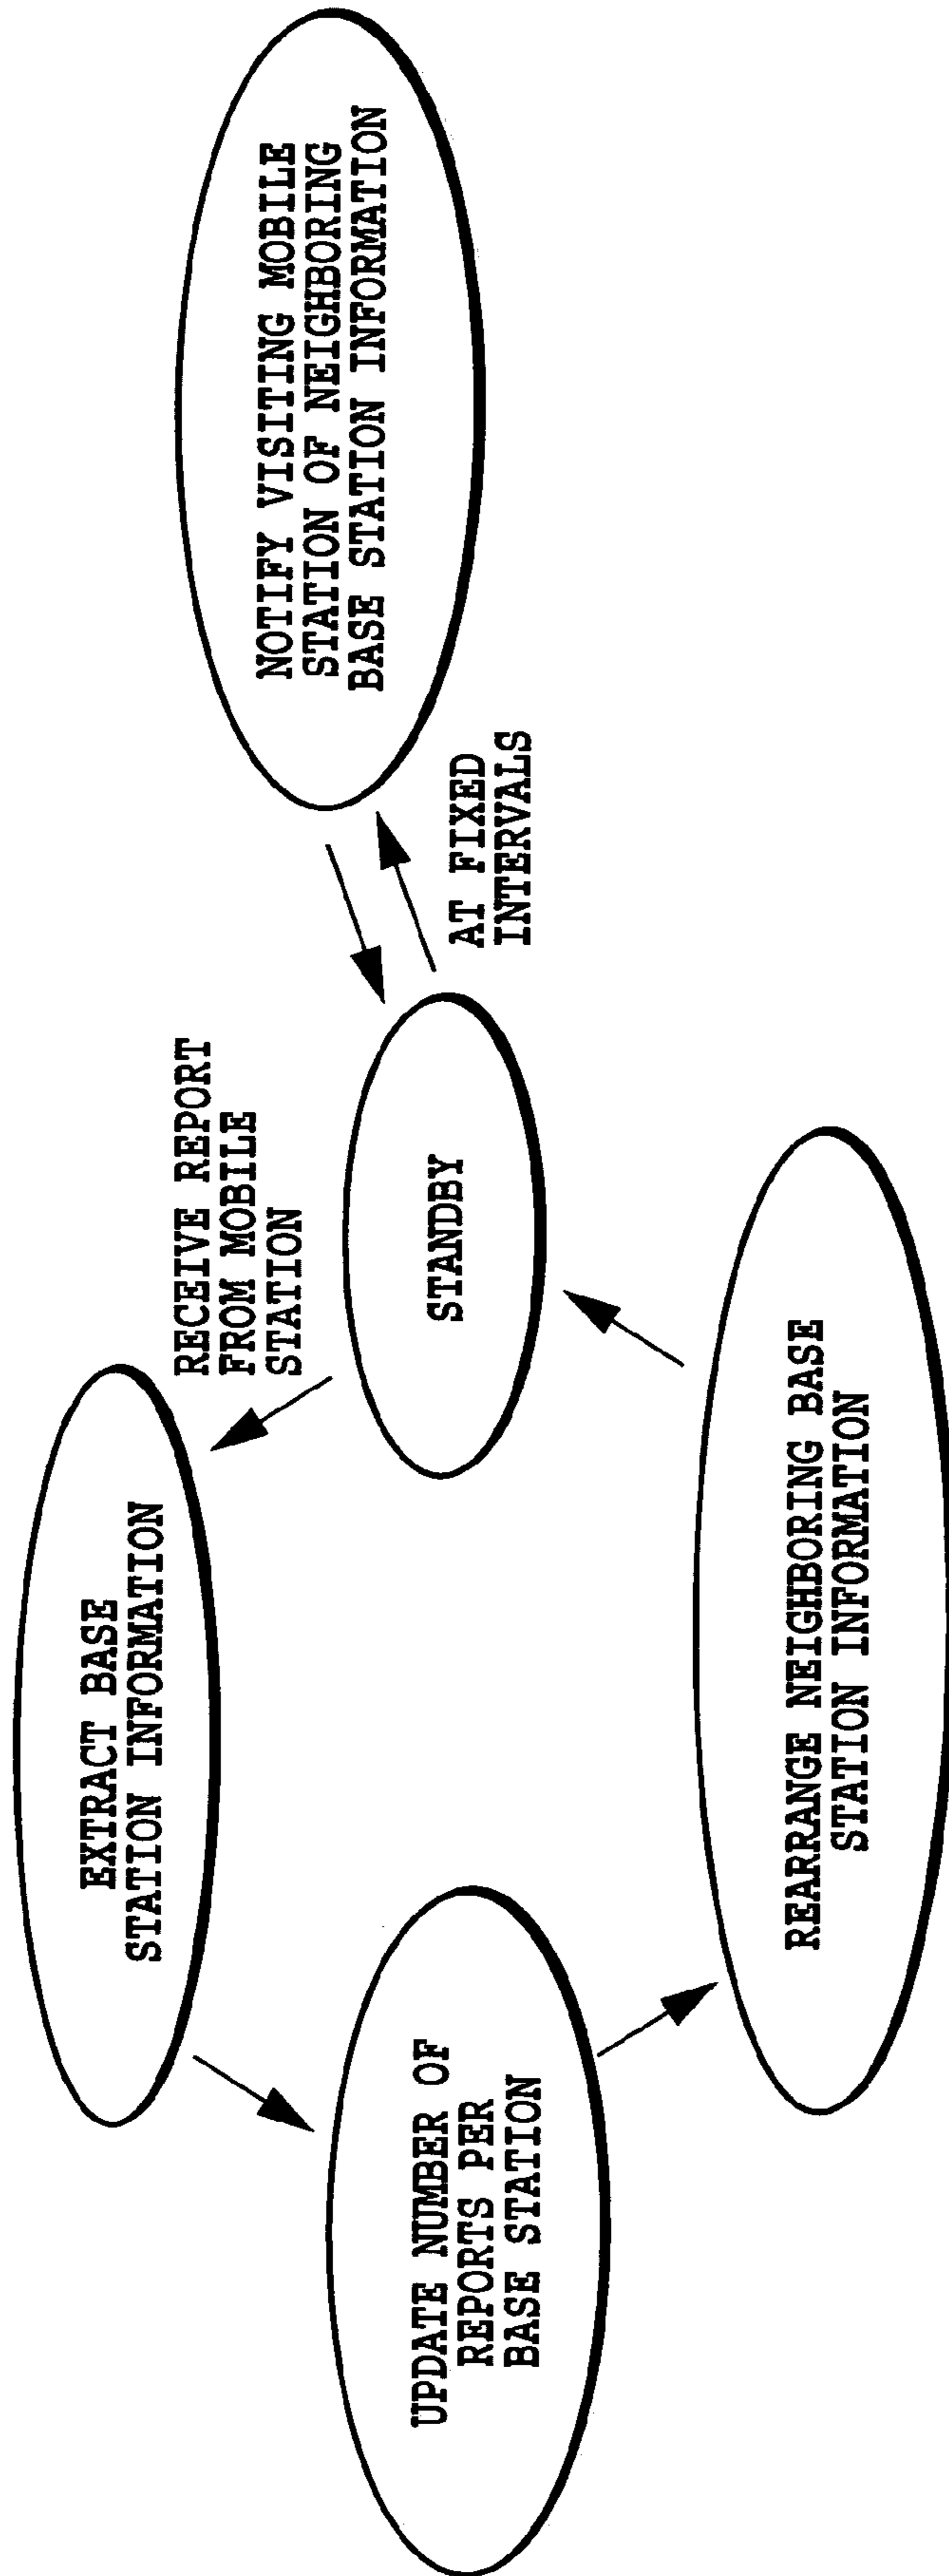 EXTRACT BASE
STATION INFORMATION
RECEIVE REPORT
FROM MOBILE
STATION
NOTIFY VISITING MOBILE
STATION OF NEIGHBORING
BASE STATION INFORMATION
UPDATE NUMBER OF
REPORTS PER
BASE STATION
STANDBY
AT FIXED
INTERVALS
REARRANGE NEIGHBORING BASE
STATION INFORMATION